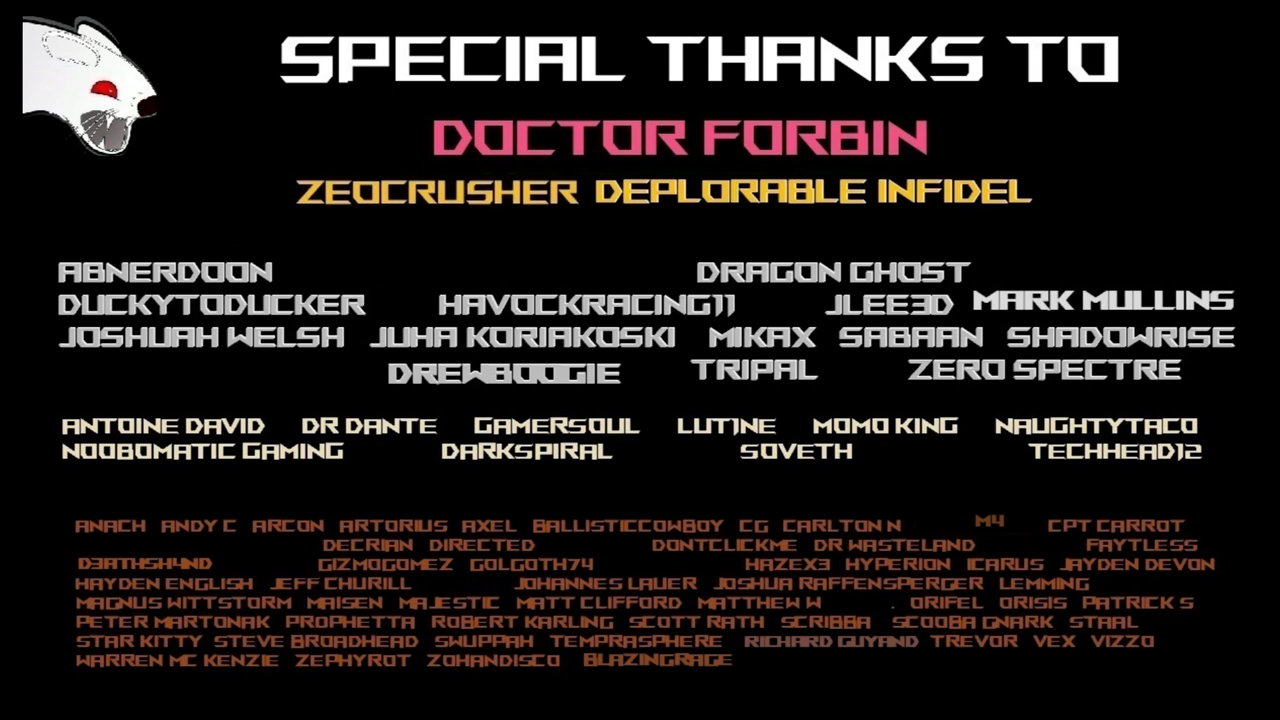 SPECIAL THANKS TO
DOCTOR FORBIN
ZEOCRUSHER DEPLORABLE INFIDEL
ABNERDOON DRAGON GHOST
DUCKYTODUCKER HAVOCKRACING11 JLEE3D MARK MULLINS
JOSHUAH WELSH JUHA KORIAKOSKI MIKAX SABAAN SHADOWRISE
DREWBOOGIE TRIPAL ZERO SPECTRE
ANTOINE DAVID DR DANTE GAMERSOUL LUT1NE MOMO KING NAUGHTYTACO
NOOBOMATIC GAMING DARKSPIRAL SOVETH TECHHEAD12
ANACH ANDY C ARCON ARTORIUS AXEL BALLISTICCOWBOY CG CARLTON N M4 CPT CARROT
DECRIAN DIRECTED DONTCLICKME DR WASTELAND FAYTLESS
D3ATHSH4ND GIZMOGOMEZ GOLGOTH74 HAZEX3 HYPERION ICARUS JAYDEN DEVON
HAYDEN ENGLISH JEFF CHURILL JOHANNES LAUER JOSHUA RAFFENSPERGER LEMMING
MAGNUS WITTSTORM MAISEN MAJESTIC MATT CLIFFORD MATTHEW W . ORIFEL ORISIS PATRICK S
PETER MARTONAK PROPHETTA ROBERT KARLING SCOTT RATH SCRIBBA SCOOBA GNARK STAAL
STAR KITTY STEVE BROADHEAD SWUPPAH TEMPRASPHERE RICHARD GUYAND TREVOR VEX VIZZO
WARREN MC KENZIE ZEPHYROT ZOHANDISCO BLAZINGRAGE